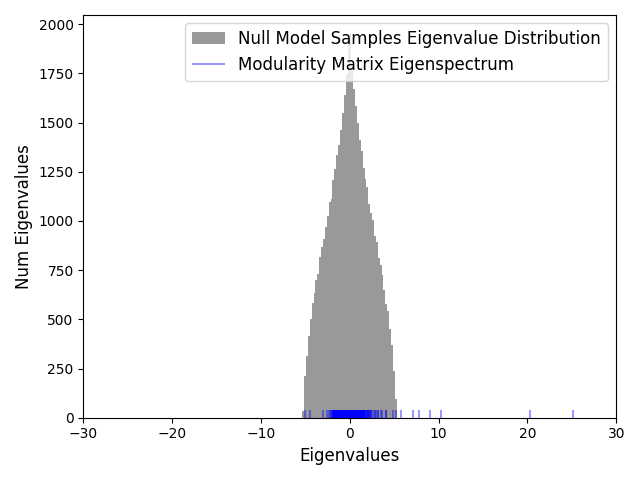 Null Model Samples Eigenvalue Distribution
Modularity Matrix Eigenspectrum
2000
1750
1500
1250
1000
750
500
250
0
Num Eigenvalues
−30 −20 −10 0 10 20 30
Eigenvalues